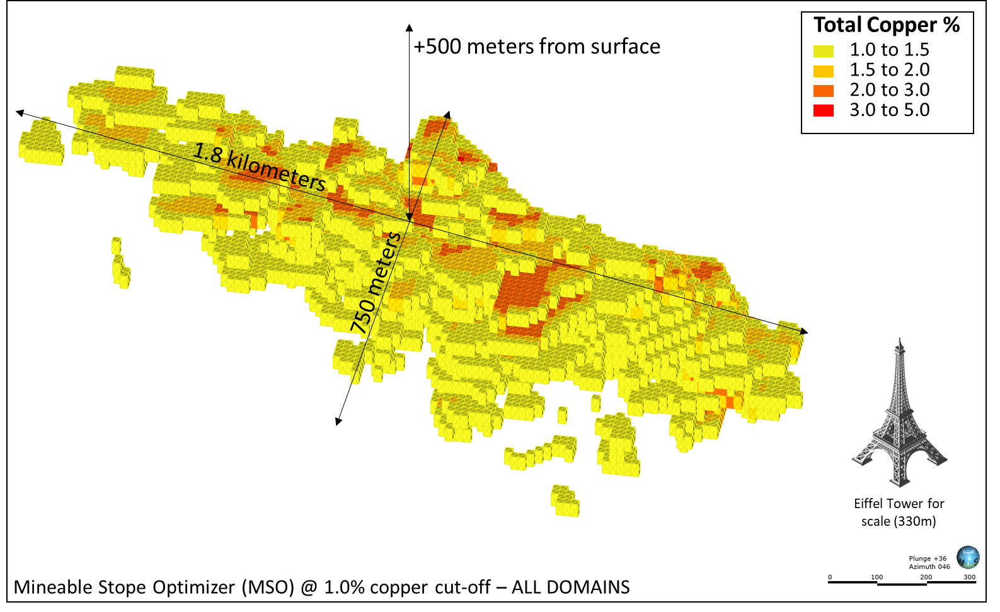 Total Copper %
1.0 to 1.5
1.5 to 2.0
2.0 to 3.0
3.0 to 5.0
+500 meters from surface
1.8 kilometers
750 meters
Eiffel Tower for
scale (330m)
Plunge +36
Azimuth 046
0 100 200 300
Mineable Stope Optimizer (MSO) @ 1.0% copper cut-off – ALL DOMAINS